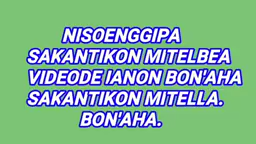 NISOENGGIPA
SAKANTIKON MITELBEA
VIDEODE IANON BON'AHA
SAKANTIKON MITELLA.
BON'AHA.